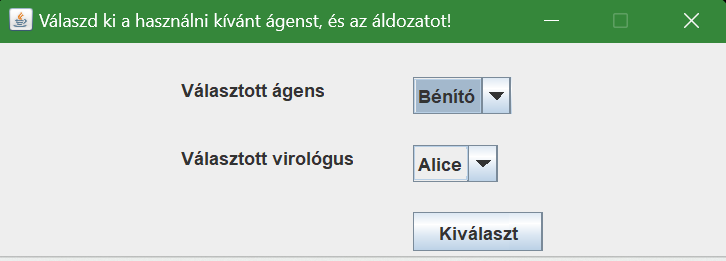 Válaszd ki a használni kívánt ágenst, és az áldozatot!
Választott ágens Bénító
Választott virológus Alice
Kiválaszt